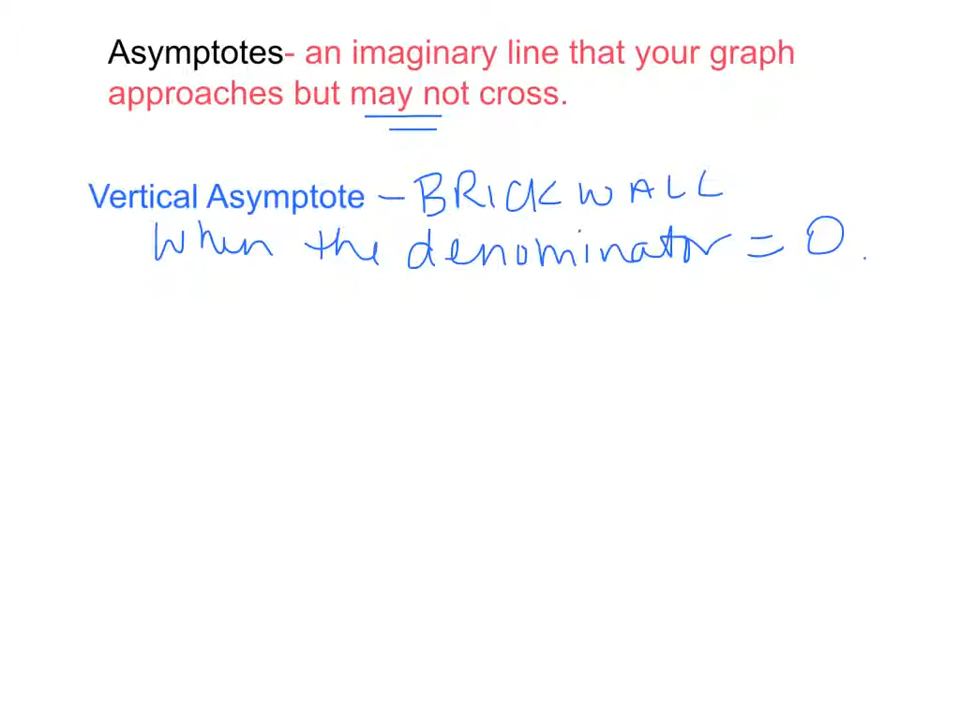 Asymptotes- an imaginary line that your graph
approaches but may not cross.
Vertical Asymptote - BRICK WALL
When the denominator = 0.